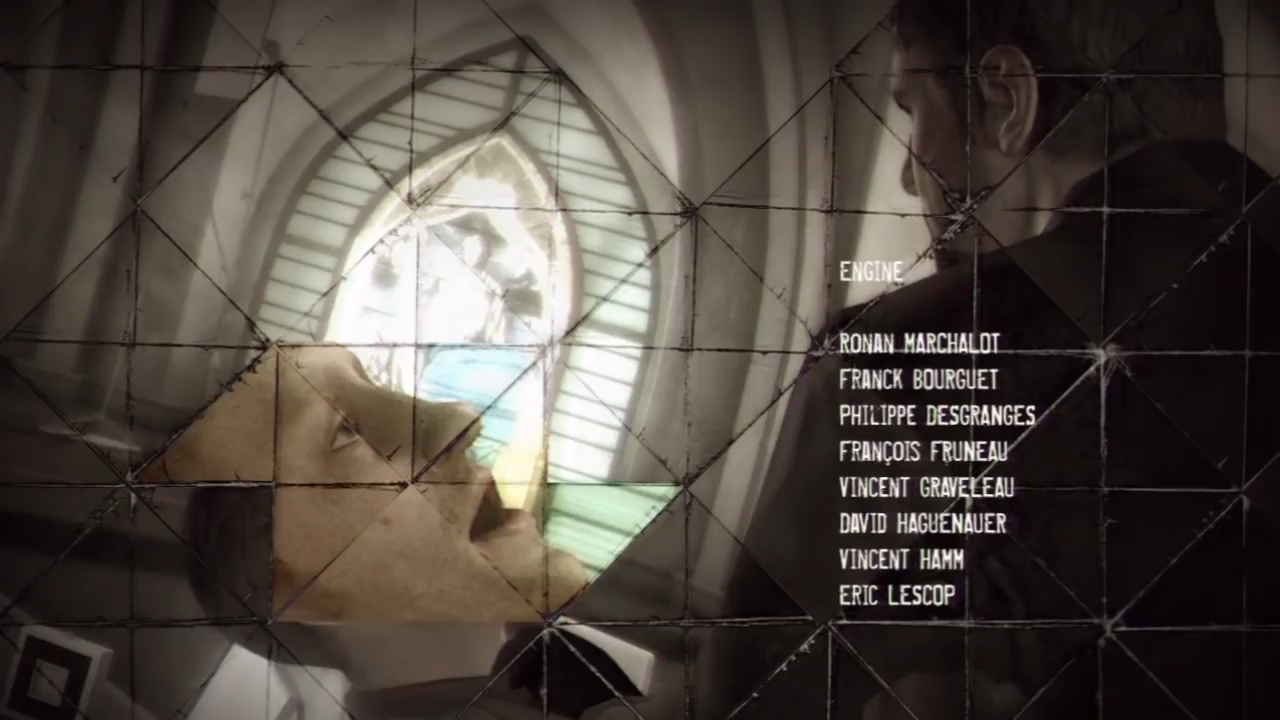 ENGINE
RONAN MARCHALOT
FRANCK BOURGUET
PHILIPPE DESGRANGES
FRANÇOIS FRUNEAU
VINCENT GRAVELEAU
DAVID HAGUENAUER
VINCENT HAMM
ERIC LESCOP